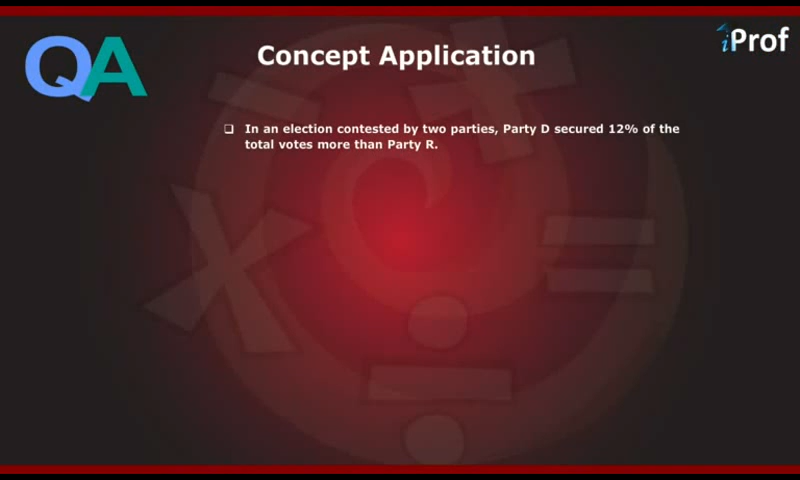 QA
iProf
Concept Application
❑ In an election contested by two parties, Party D secured 12% of the
total votes more than Party R.